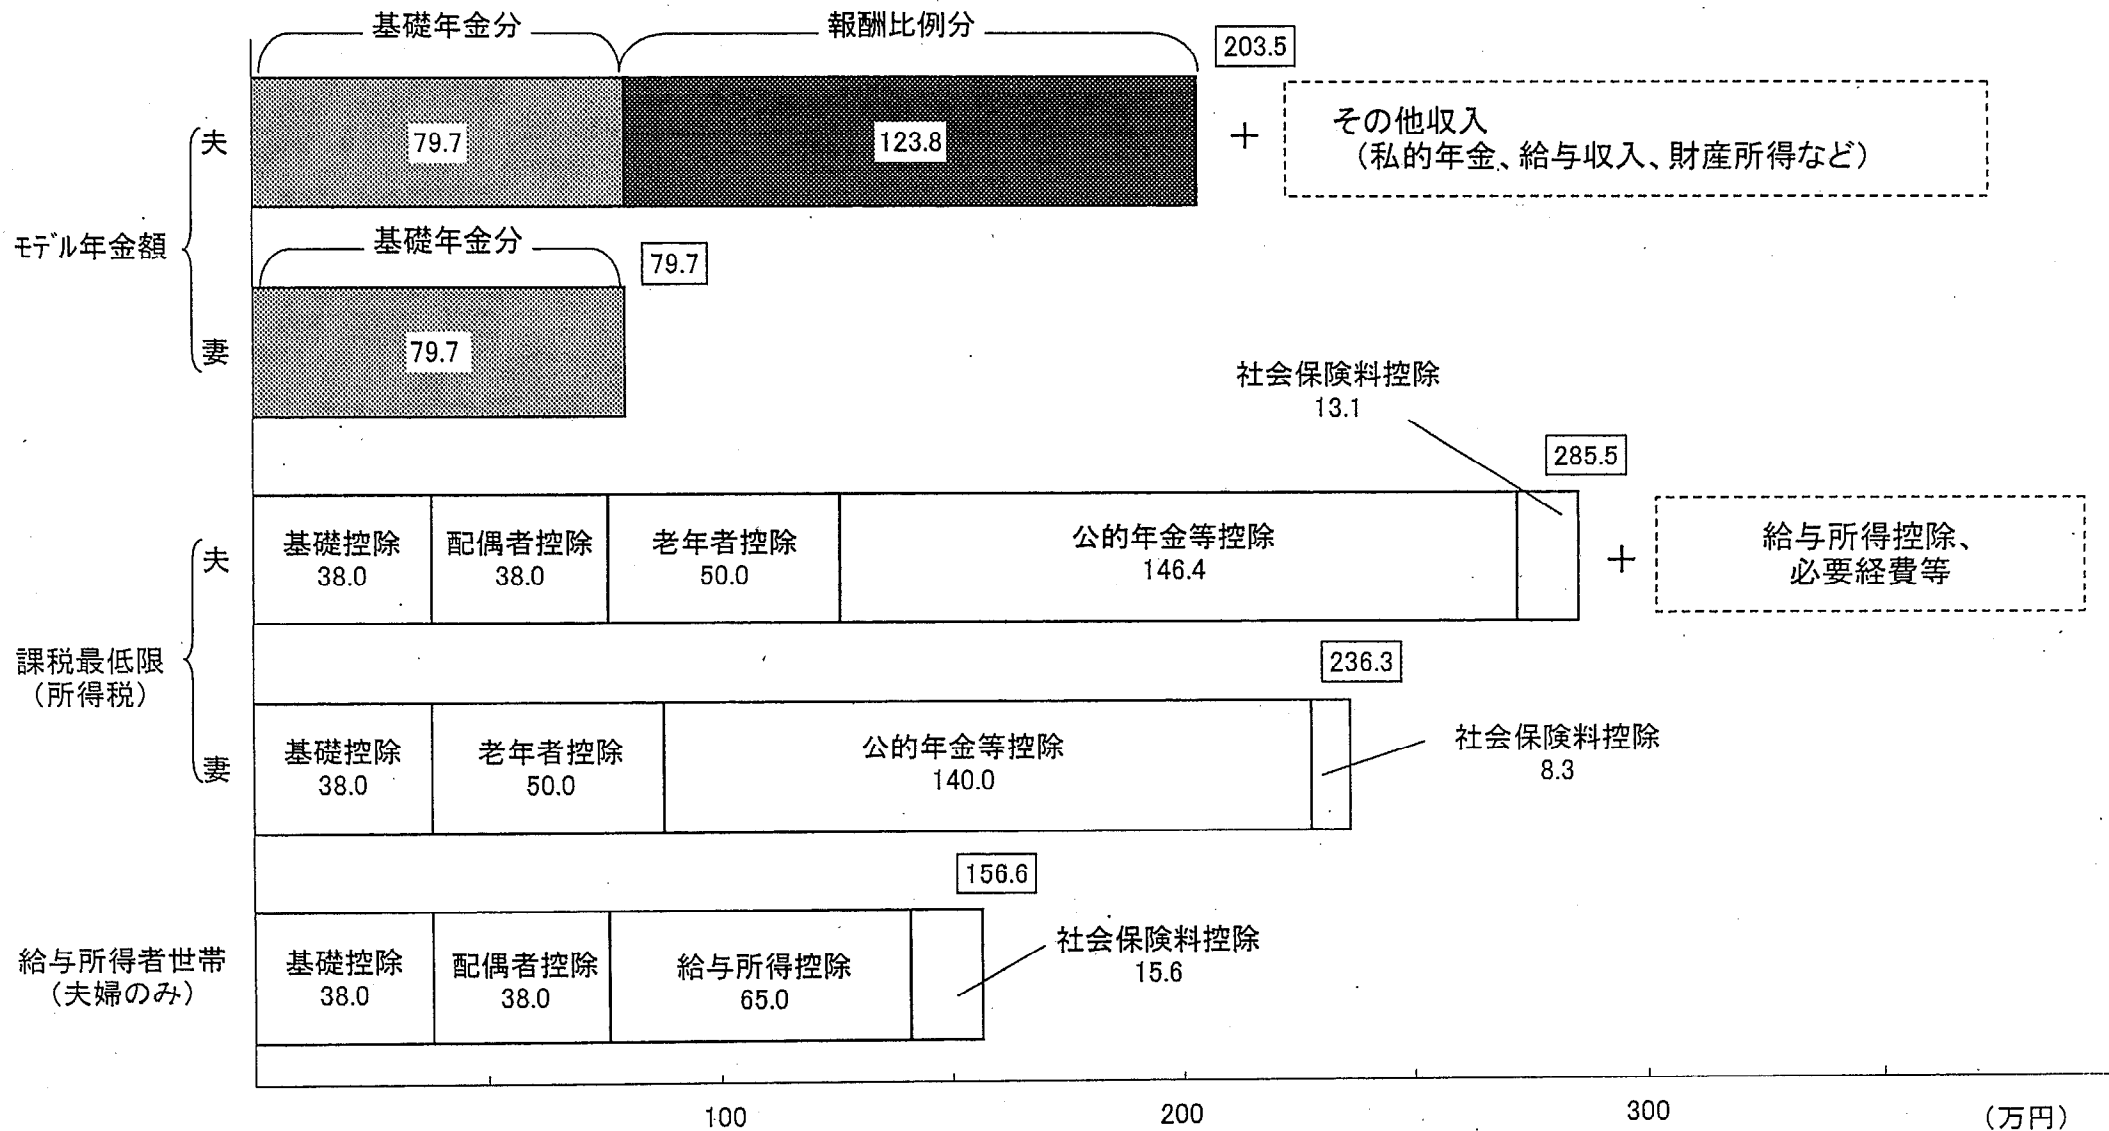 基礎年金分
報酬比例分
203.5
夫
79.7
123.8
+
その他収入
（私的年金、給与収入、財産所得など）
モデル年金額
基礎年金分
79.7
妻
79.7
社会保険料控除
13.1
285.5
夫
基礎控除
38.0
配偶者控除
38.0
老年者控除
50.0
公的年金等控除
146.4
+
給与所得控除、
必要経費等
課税最低限
（所得税）
236.3
妻
基礎控除
38.0
老年者控除
50.0
公的年金等控除
140.0
社会保険料控除
8.3
156.6
給与所得者世帯
（夫婦のみ）
基礎控除
38.0
配偶者控除
38.0
給与所得控除
65.0
社会保険料控除
15.6
100
200
300
（万円）